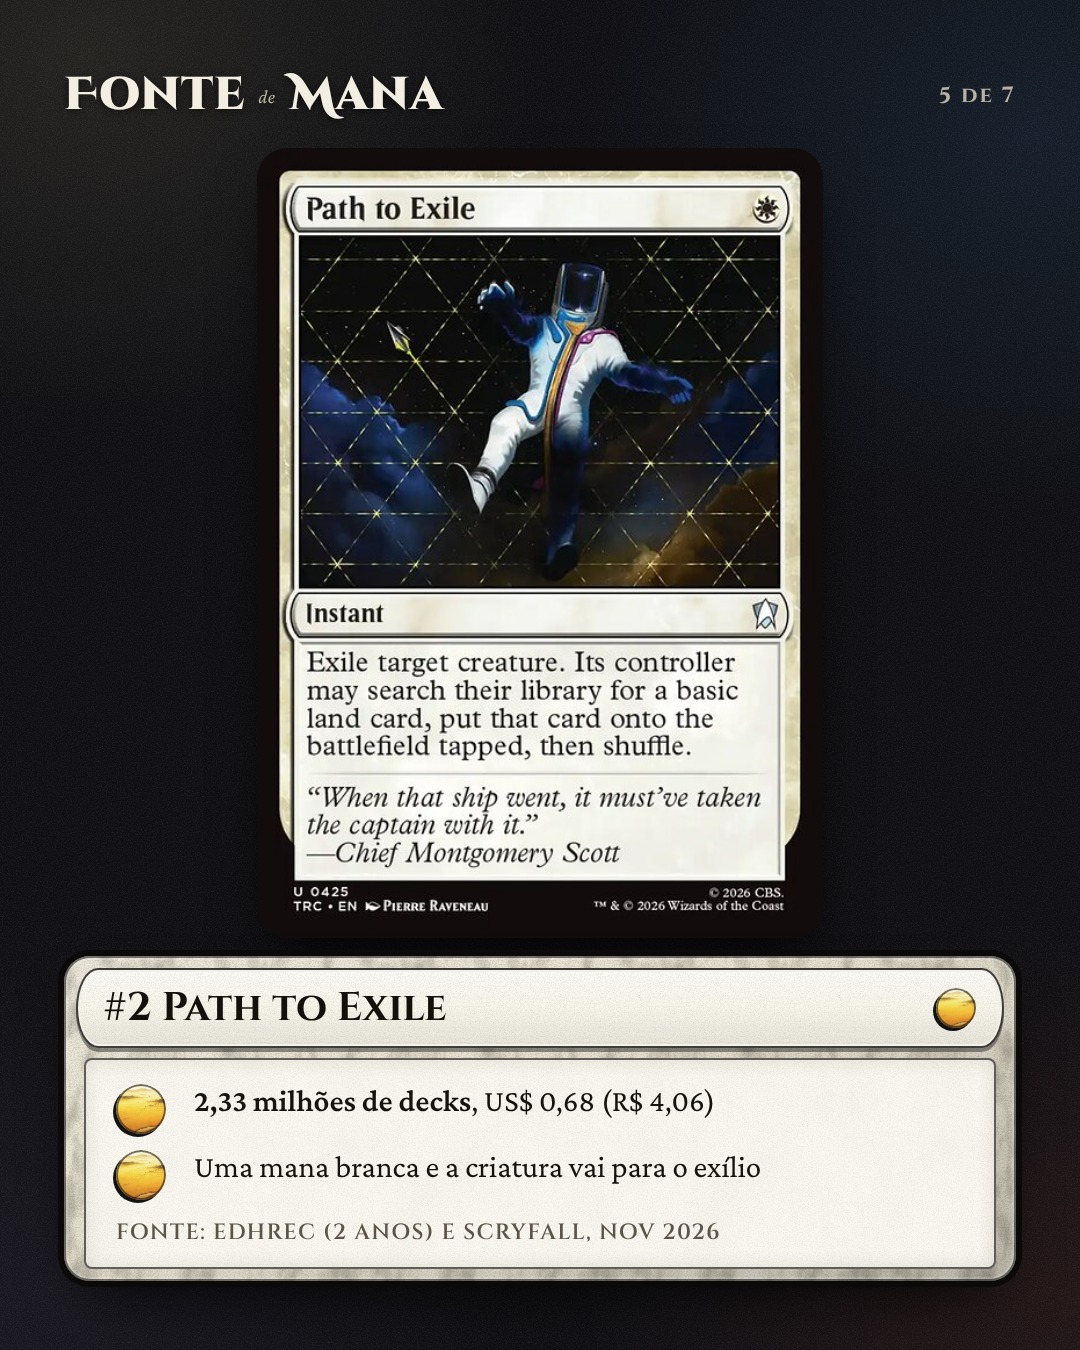 FONTE de MANA
5 DE 7
Path to Exile
Instant
Exile target creature. Its controller
may search their library for a basic
land card, put that card onto the
battlefield tapped, then shuffle.
“When that ship went, it must’ve taken
the captain with it.”
—Chief Montgomery Scott
U 0425
TRC • EN PIERRE RAVENEAU
© 2026 CBS.
™ & © 2026 Wizards of the Coast
#2 PATH TO EXILE
2,33 milhões de decks, US$ 0,68 (R$ 4,06)
Uma mana branca e a criatura vai para o exílio
FONTE: EDHREC (2 ANOS) E SCRYFALL, NOV 2026